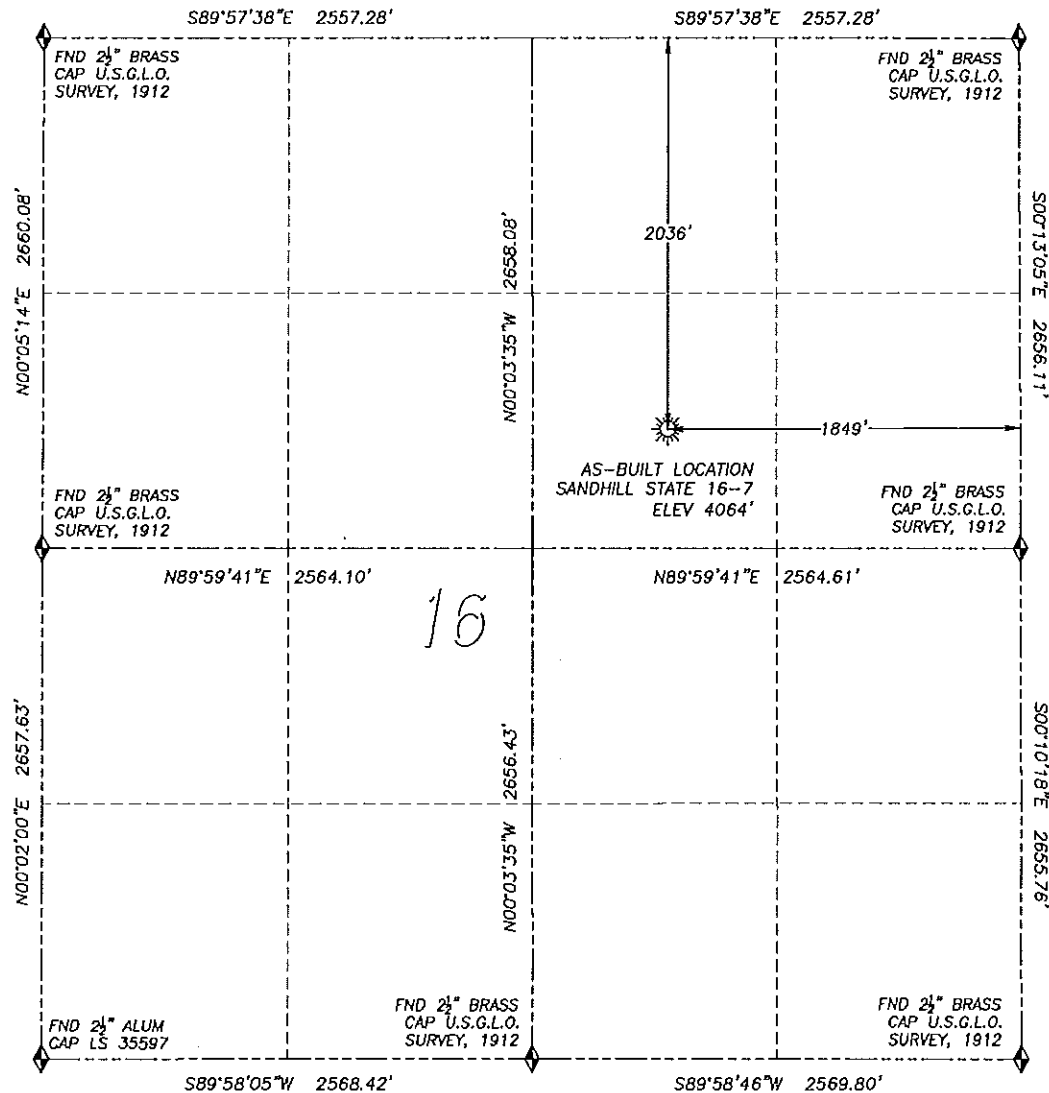 S89°57'38"E 2557.28'
S89°57'38"E 2557.28'
FND 2½" BRASS
CAP U.S.G.L.O.
SURVEY, 1912
FND 2½" BRASS
CAP U.S.G.L.O.
SURVEY, 1912
N00°05'14"E 2660.08'
N00°03'35"W 2658.08'
2036'
S00°13'05"E 2656.11'
1849'
AS-BUILT LOCATION
SANDHILL STATE 16-7
ELEV 4064'
FND 2½" BRASS
CAP U.S.G.L.O.
SURVEY, 1912
FND 2½" BRASS
CAP U.S.G.L.O.
SURVEY, 1912
N89°59'41"E 2564.10'
N89°59'41"E 2564.61'
16
N00°02'00"E 2657.63'
N00°03'35"W 2656.43'
S00°10'18"E 2655.76'
FND 2½" ALUM
CAP LS 35597
FND 2½" BRASS
CAP U.S.G.L.O.
SURVEY, 1912
FND 2½" BRASS
CAP U.S.G.L.O.
SURVEY, 1912
S89°58'05"W 2568.42'
S89°58'46"W 2569.80'